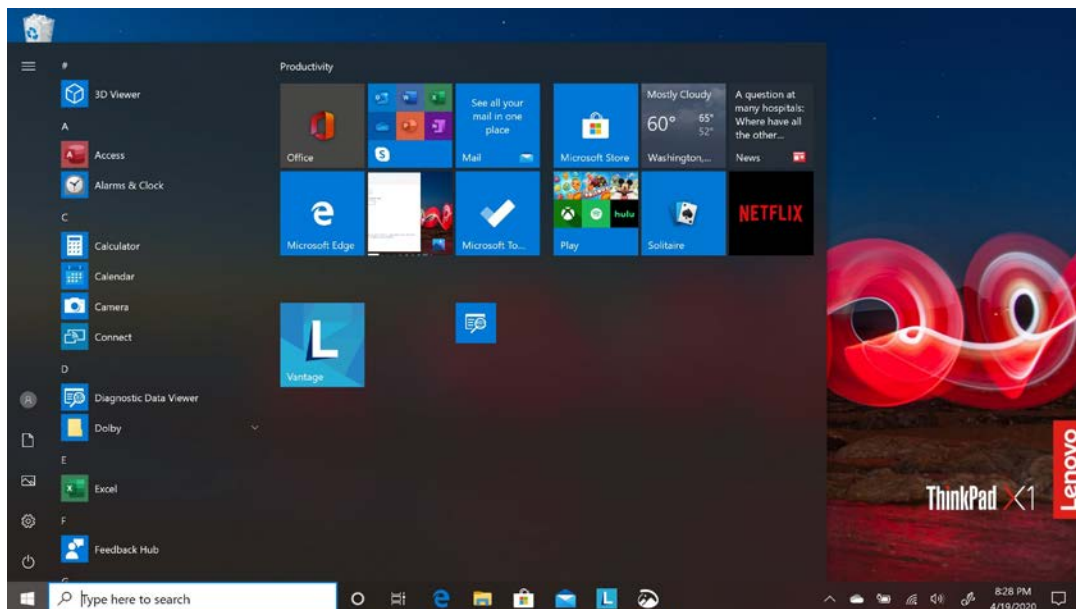 #
3D Viewer
A
Access
Alarms & Clock
C
Calculator
Calendar
Camera
Connect
D
Diagnostic Data Viewer
Dolby
E
Excel
F
Feedback Hub
Productivity
Office
See all your
mail in one
place
Mail
Microsoft Store
Mostly Cloudy
60° 65°
52°
Washington,...
A question at
many hospitals:
Where have all
the other...
News
Microsoft Edge
Microsoft To...
hulu
Play
Solitaire
NETFLIX
L
Vantage
ThinkPad X1
Lenovo
Type here to search
L
8:28 PM
4/19/2020